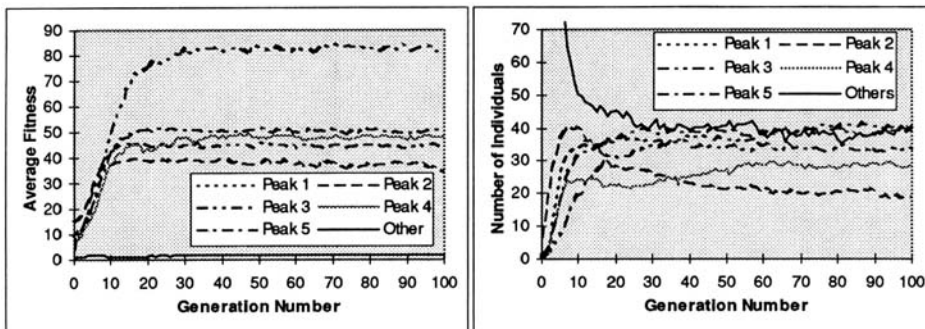 Average Fitness
90
80
70
60
50
40
30
20
10
0
Peak 1 Peak 2
Peak 3 Peak 4
Peak 5 Other
0 10 20 30 40 50 60 70 80 90 100
Generation Number
Number of Individuals
70
60
50
40
30
20
10
0
Peak 1 Peak 2
Peak 3 Peak 4
Peak 5 Others
0 10 20 30 40 50 60 70 80 90 100
Generation Number